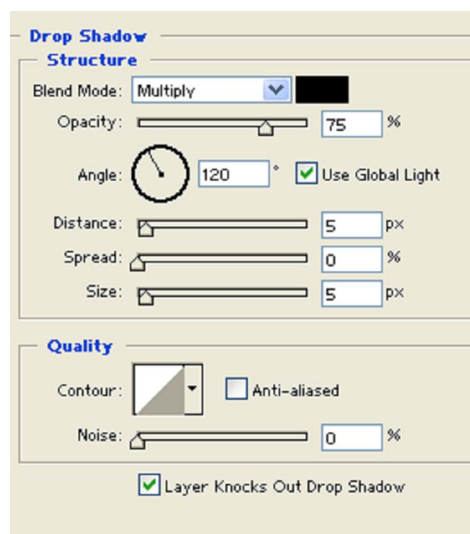 Drop Shadow
Structure
Blend Mode: Multiply
Opacity: 75 %
Angle: 120 ° Use Global Light
Distance: 5 px
Spread: 0 %
Size: 5 px
Quality
Contour: Anti-aliased
Noise: 0 %
Layer Knocks Out Drop Shadow